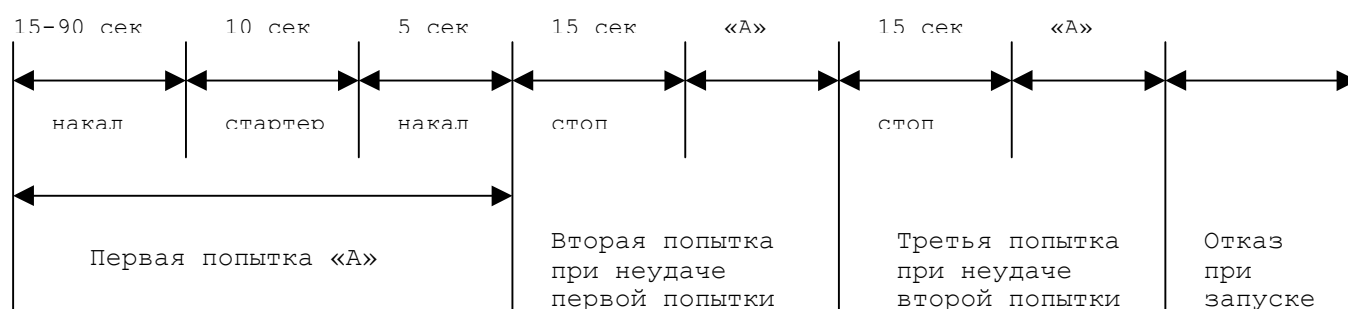 15-90 сек 10 сек 5 сек 15 сек «А» 15 сек «А»
накал стартер накал стоп стоп
Первая попытка «А»
Вторая попытка
при неудаче
первой попытки
Третья попытка
при неудаче
второй попытки
Отказ
при
запуске